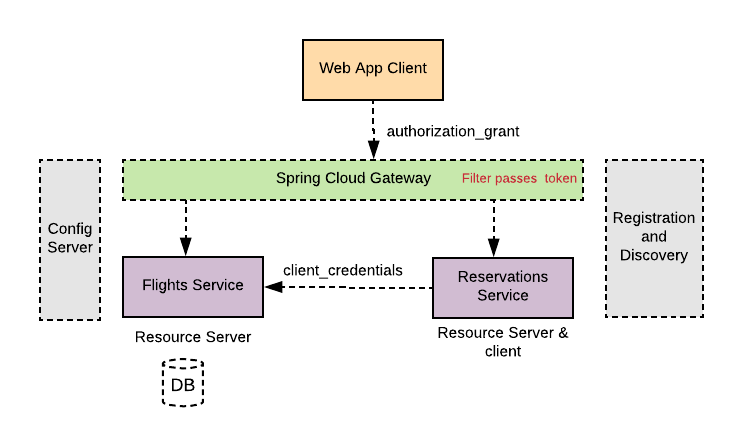 Web App Client
authorization_grant
Spring Cloud Gateway
Filter passes token
Config
Server
Registration
and
Discovery
Flights Service
client_credentials
Reservations
Service
Resource Server
Resource Server &
client
DB